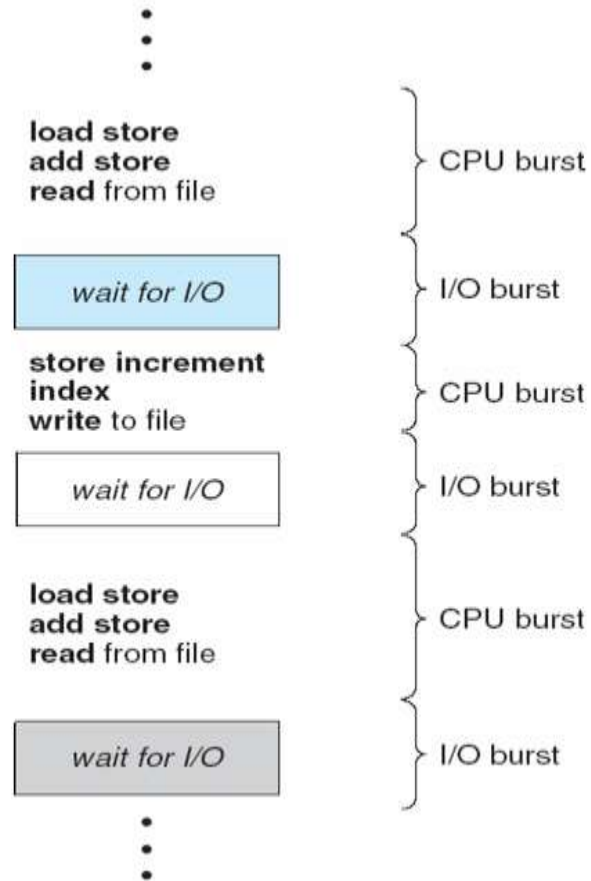 load store
add store
read from file
CPU burst
wait for I/O
I/O burst
store increment
index
write to file
CPU burst
wait for I/O
I/O burst
load store
add store
read from file
CPU burst
wait for I/O
I/O burst